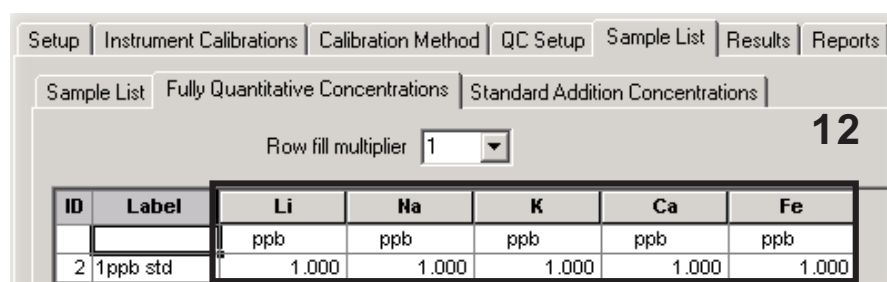 Setup Instrument Calibrations Calibration Method QC Setup Sample List Results Reports
Sample List Fully Quantitative Concentrations Standard Addition Concentrations
Row fill multiplier 1 12
ID Label Li Na K Ca Fe
ppb ppb ppb ppb ppb
2 1ppb std 1.000 1.000 1.000 1.000 1.000